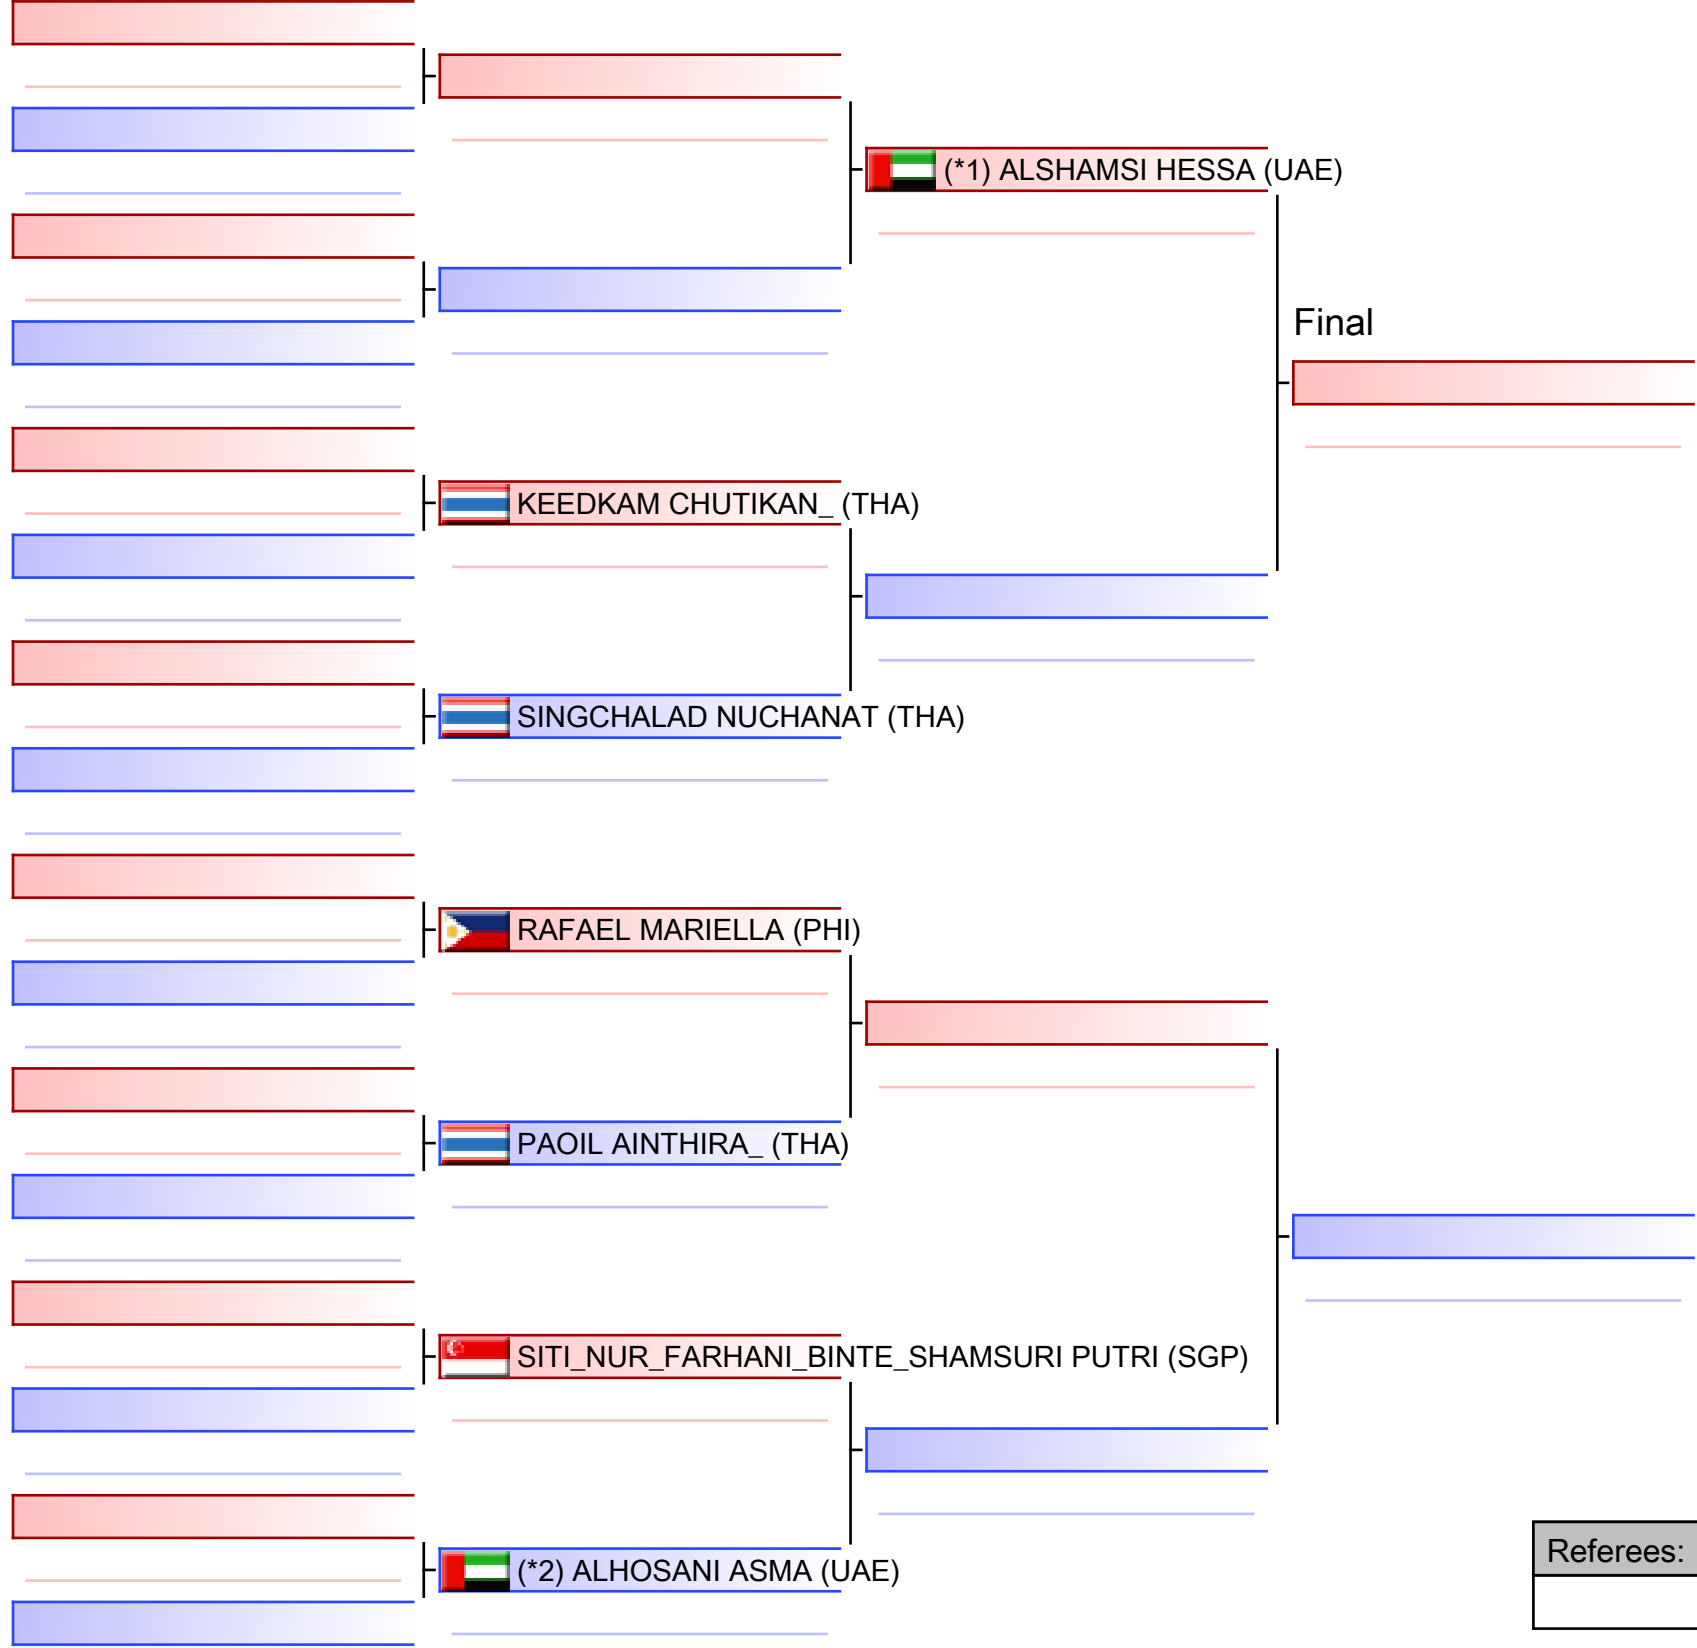 (*1) ALSHAMSI HESSA (UAE)
Final
KEEDKAM CHUTIKAN_ (THA)
SINGCHALAD NUCHANAT (THA)
RAFAEL MARIELLA (PHI)
PAOIL AINTHIRA_ (THA)
SITI_NUR_FARHANI_BINTE_SHAMSURI PUTRI (SGP)
(*2) ALHOSANI ASMA (UAE)
Referees: